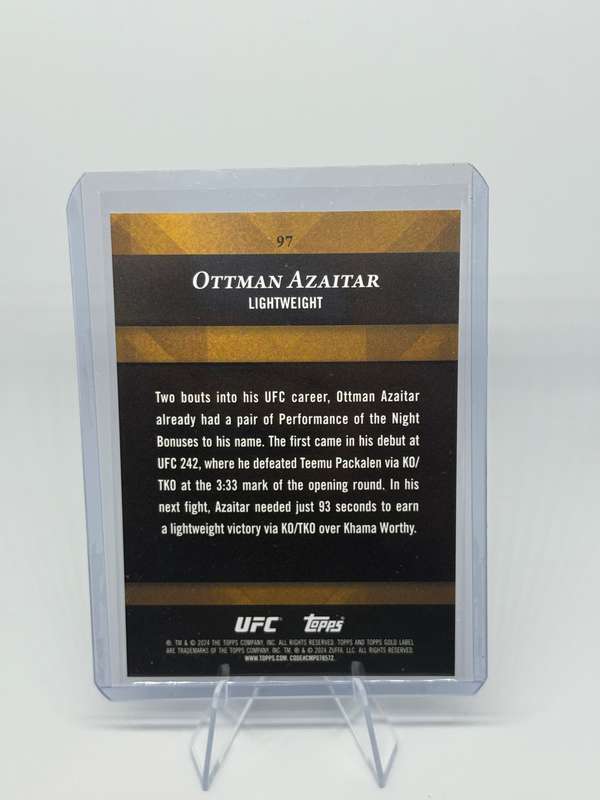 97
OTTMAN AZAITAR
LIGHTWEIGHT
Two bouts into his UFC career, Ottman Azaitar
already had a pair of Performance of the Night
Bonuses to his name. The first came in his debut at
UFC 242, where he defeated Teemu Packalen via KO/
TKO at the 3:33 mark of the opening round. In his
next fight, Azaitar needed just 93 seconds to earn
a lightweight victory via KO/TKO over Khama Worthy.
UFC Topps
®, TM & © 2024 THE TOPPS COMPANY, INC. ALL RIGHTS RESERVED. TOPPS AND TOPPS GOLD LABEL
ARE TRADEMARKS OF THE TOPPS COMPANY, INC. TM, ® & © 2024 ZUFFA, LLC. ALL RIGHTS RESERVED.
WWW.TOPPS.COM. CODE#CMP078572.